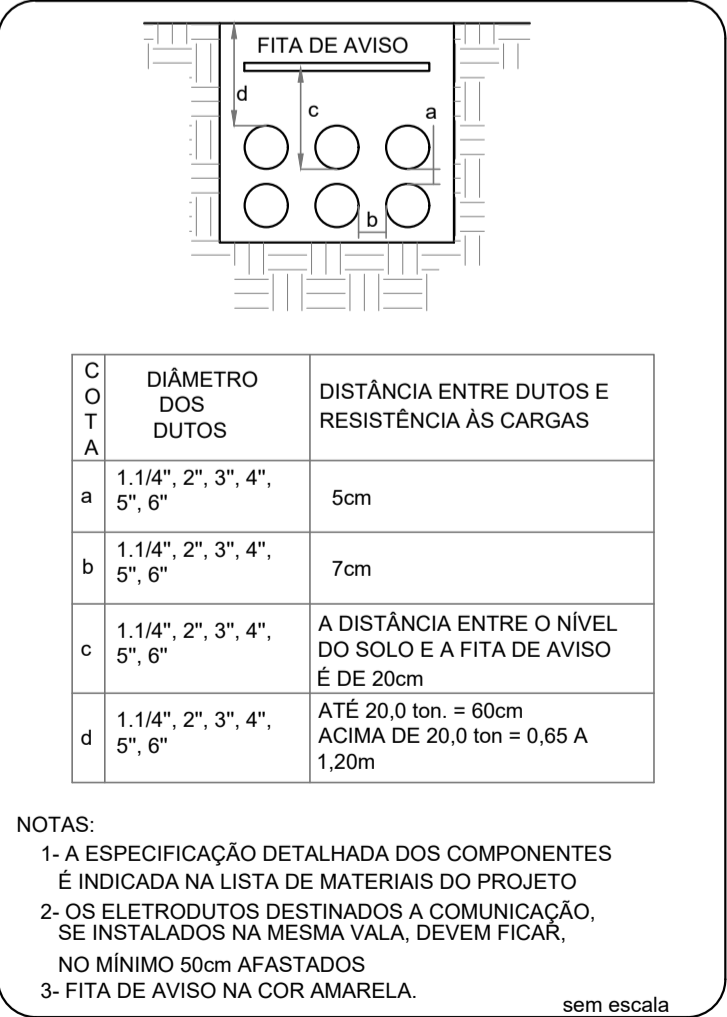 FITA DE AVISO
d
c
a
b
COTA
DIÂMETRO
DOS
DUTOS
DISTÂNCIA ENTRE DUTOS E
RESISTÊNCIA ÀS CARGAS
a
1.1/4", 2", 3", 4",
5", 6"
5cm
b
1.1/4", 2", 3", 4",
5", 6"
7cm
c
1.1/4", 2", 3", 4",
5", 6"
A DISTÂNCIA ENTRE O NÍVEL
DO SOLO E A FITA DE AVISO
É DE 20cm
d
1.1/4", 2", 3", 4",
5", 6"
ATÉ 20,0 ton. = 60cm
ACIMA DE 20,0 ton = 0,65 A
1,20m
NOTAS:
1- A ESPECIFICAÇÃO DETALHADA DOS COMPONENTES
É INDICADA NA LISTA DE MATERIAIS DO PROJETO
2- OS ELETRODUTOS DESTINADOS A COMUNICAÇÃO,
SE INSTALADOS NA MESMA VALA, DEVEM FICAR,
NO MÍNIMO 50cm AFASTADOS
3- FITA DE AVISO NA COR AMARELA.
sem escala